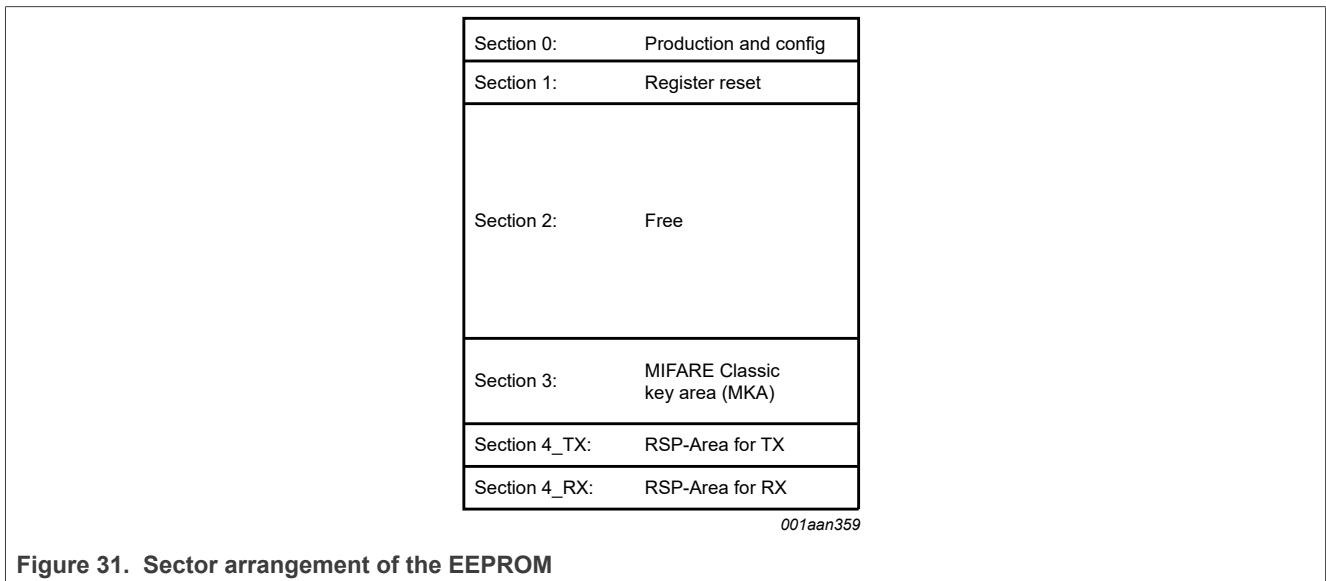 Section 0: Production and config
Section 1: Register reset
Section 2: Free
Section 3: MIFARE Classic
key area (MKA)
Section 4_TX: RSP-Area for TX
Section 4_RX: RSP-Area for RX
001aan359
Figure 31. Sector arrangement of the EEPROM